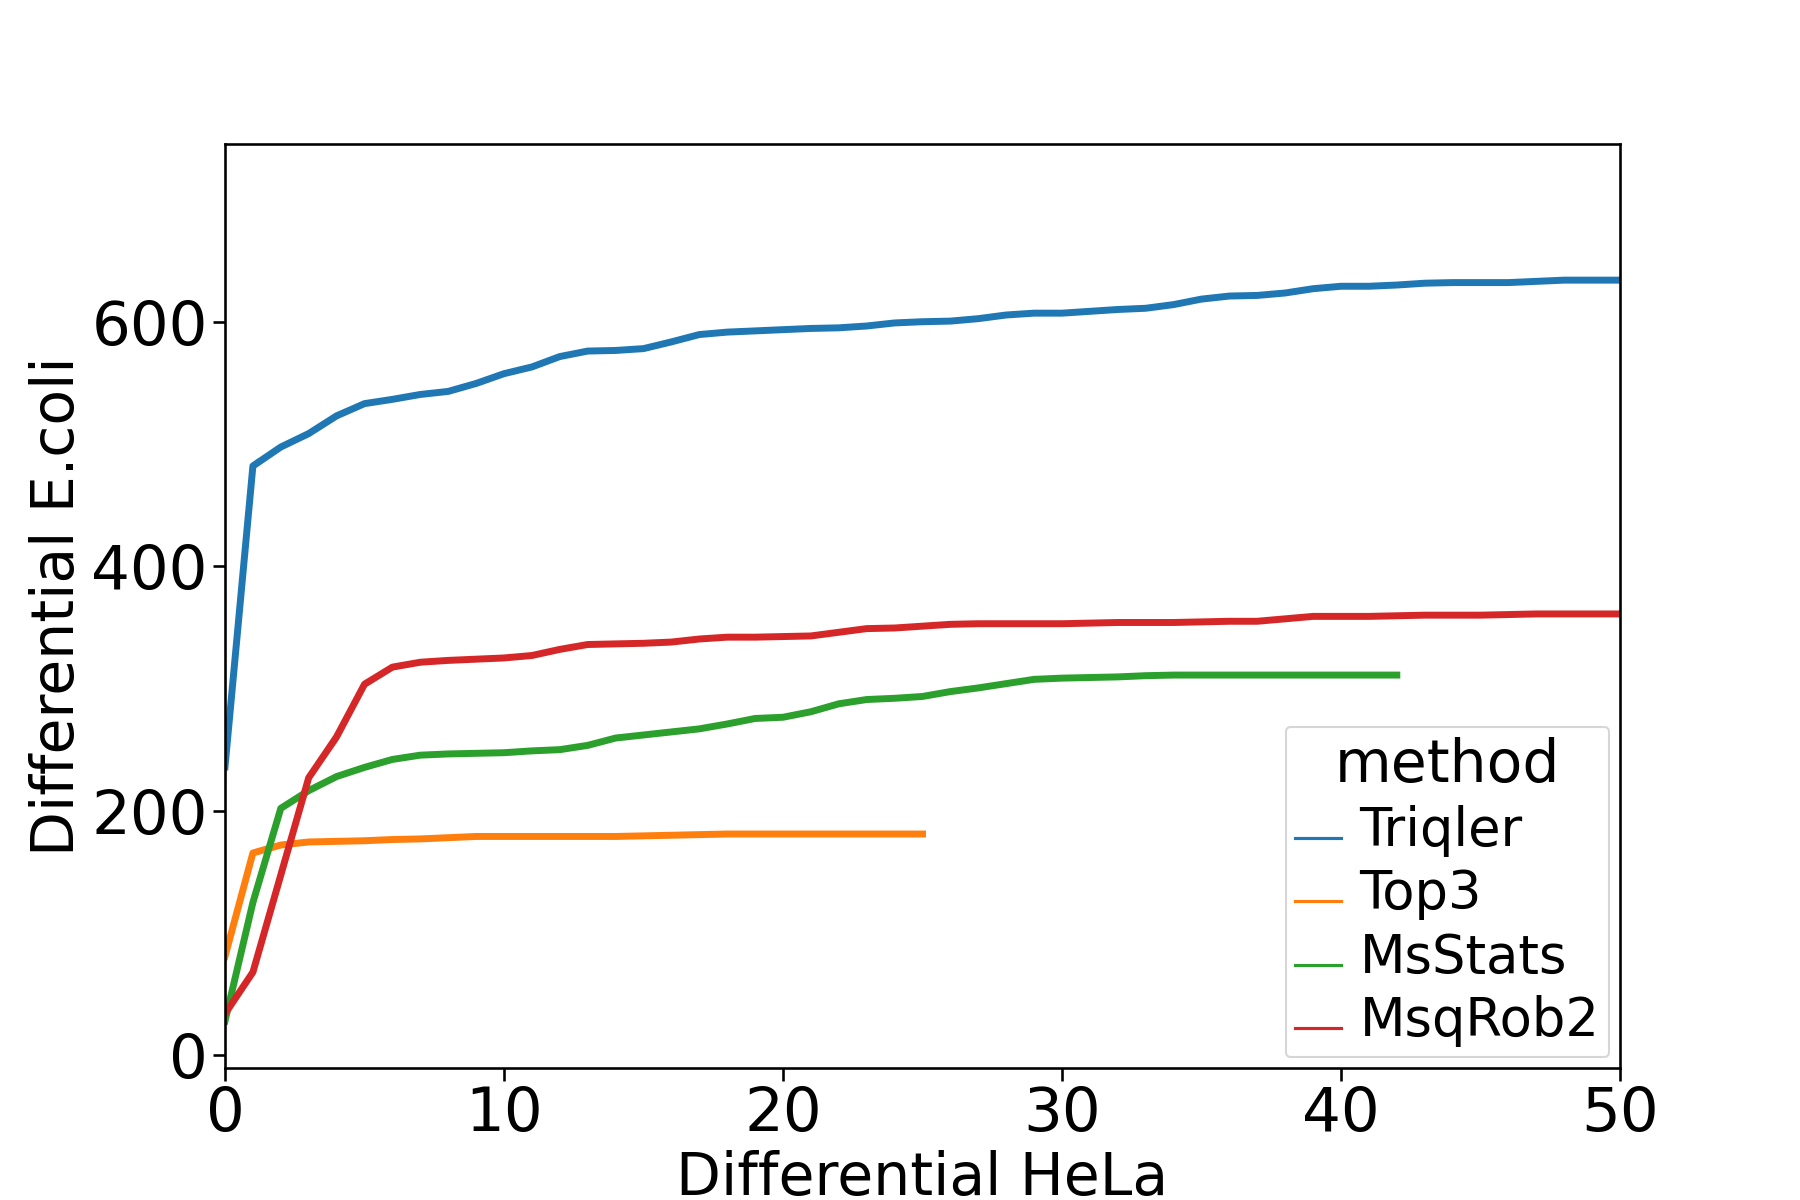 Differential E.coli
600
400
200
0
0 10 20 30 40 50
Differential HeLa
method
Triqler
Top3
MsStats
MsqRob2